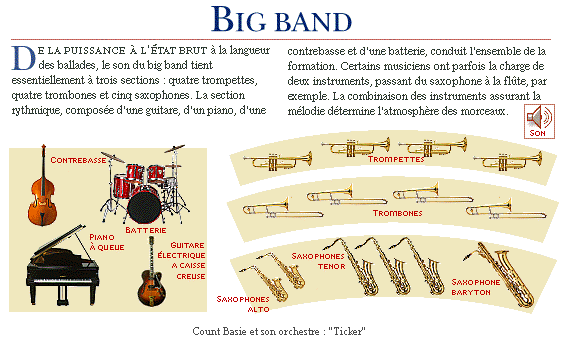 BIG BAND
DE LA PUISSANCE À L'ÉTAT BRUT à la langueur
des ballades, le son du big band tient
essentiellement à trois sections : quatre trompettes,
quatre trombones et cinq saxophones. La section
rythmique, composée d'une guitare, d'un piano, d'une
contrebasse et d'une batterie, conduit l'ensemble de la
formation. Certains musiciens ont parfois la charge de
deux instruments, passant du saxophone à la flûte, par
exemple. La combinaison des instruments assurant la
mélodie détermine l'atmosphère des morceaux.
SON
CONTREBASSE
BATTERIE
PIANO
À QUEUE
GUITARE
ÉLECTRIQUE
A CAISSE
CREUSE
TROMPETTES
TROMBONES
SAXOPHONES
TENOR
SAXOPHONES
ALTO
SAXOPHONE
BARYTON
Count Basie et son orchestre : "Ticker"